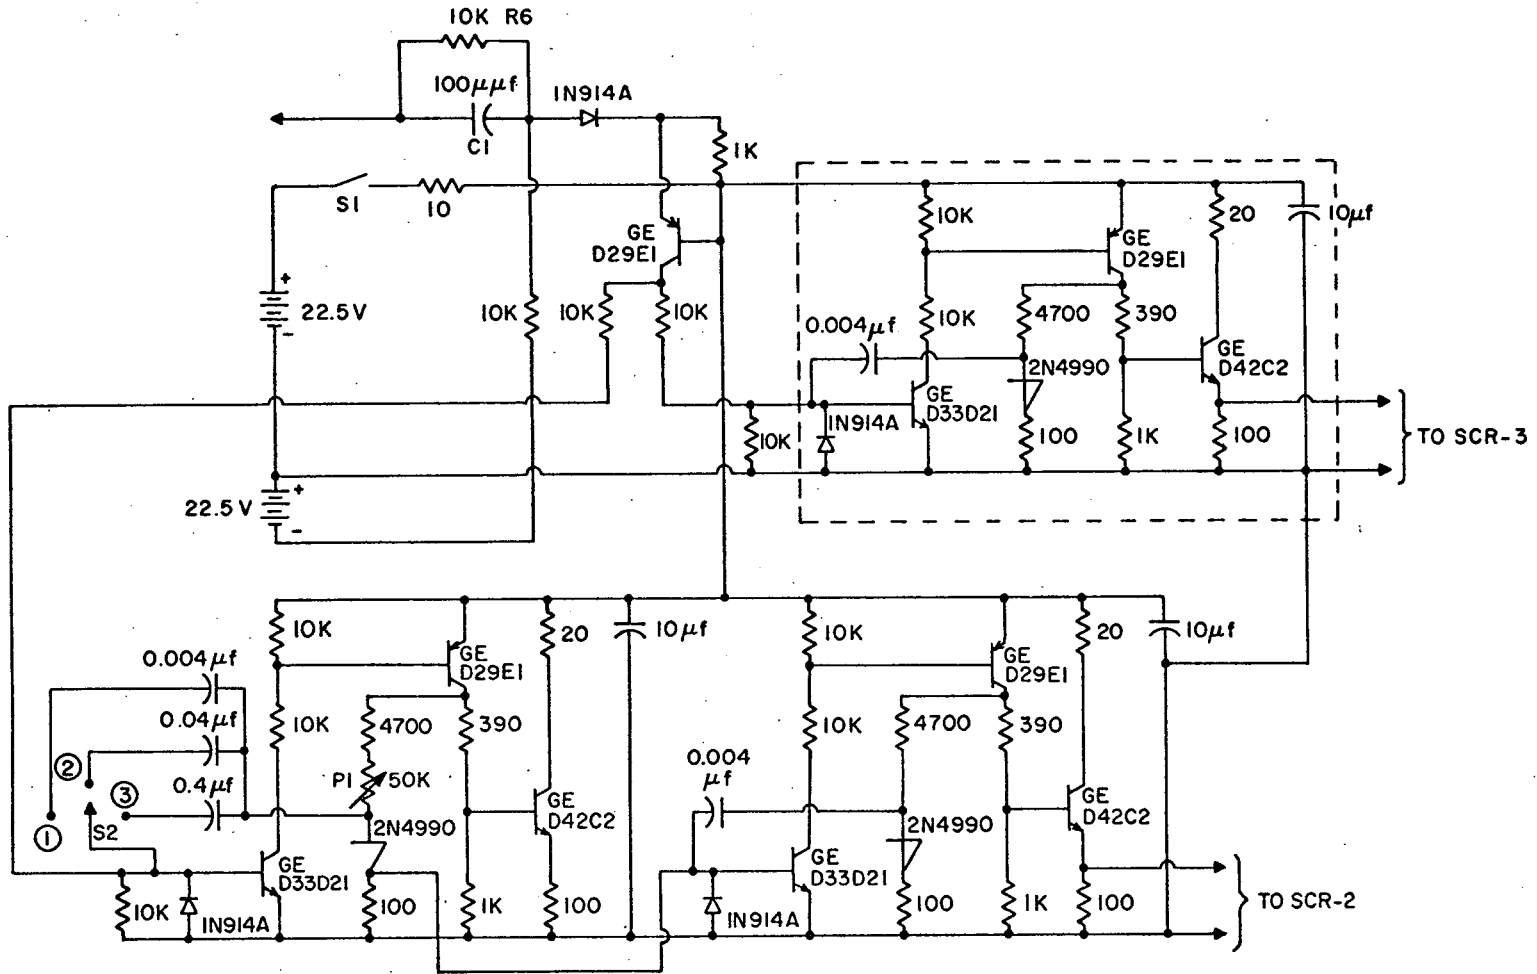 10K R6
100μμf
C1
1N914A
1K
S1
10
+
22.5V
-
GE
D29E1
10K
10K
10K
+
22.5V
-
10K
10K
GE
D29E1
20
10μf
10K
0.004μf
4700
390
2N4990
GE
D42C2
1N914A
GE
D33D21
100
1K
100
TO SCR-3
10K
GE
D29E1
20
10μf
0.004μf
0.04μf
0.4μf
10K
4700
390
P1
50K
1
2
3
S2
2N4990
GE
D42C2
GE
D33D21
10K
1N914A
100
1K
100
10K
GE
D29E1
20
10μf
10K
4700
390
0.004
μf
2N4990
GE
D42C2
GE
D33D21
1N914A
100
1K
100
TO SCR-2